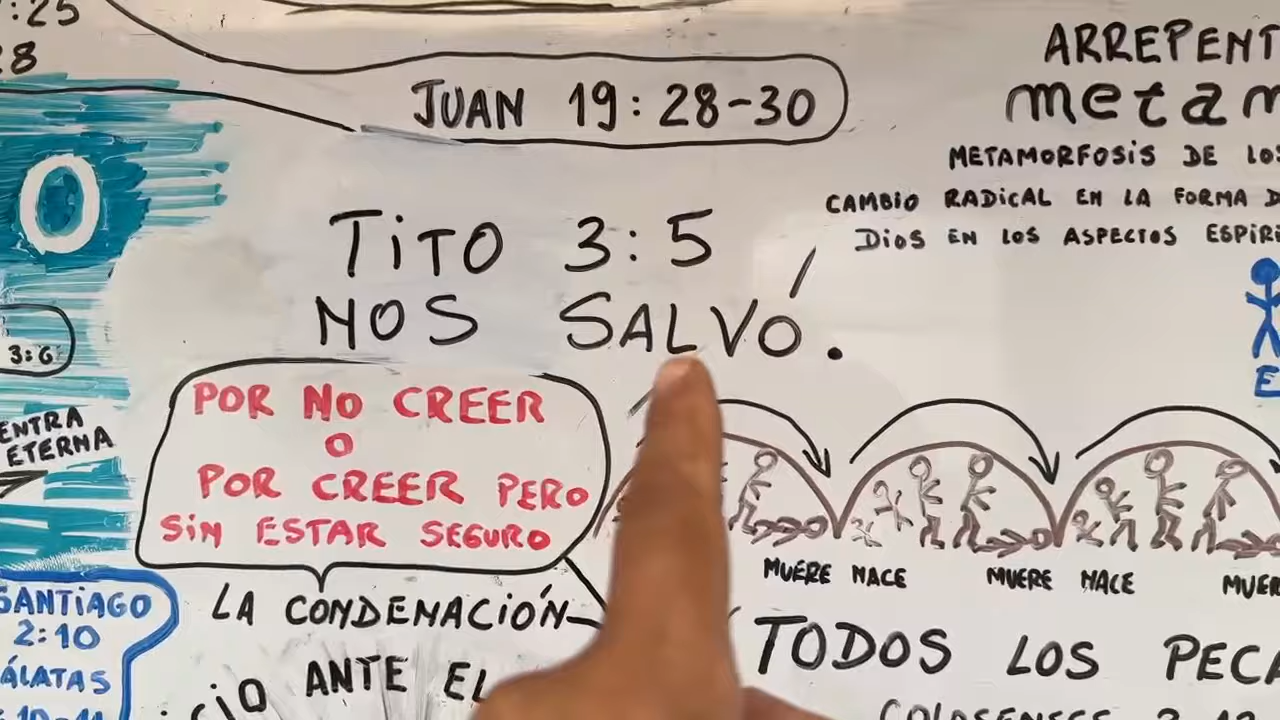 :25
28
JUAN 19:28-30
ARREPENT
metam
METAMORFOSIS DE LOS
CAMBIO RADICAL EN LA FORMA D
DIOS EN LOS ASPECTOS ESPIRI
O
TITO 3:5
NOS SALVÓ.
3:6
E
ENTRA
ETERNA
POR NO CREER
O
POR CREER PERO
SIN ESTAR SEGURO
MUERE NACE MUERE NACE MUER
SANTIAGO
2:10
ÁLATAS
LA CONDENACIÓN
CIO ANTE EL
TODOS LOS PECA